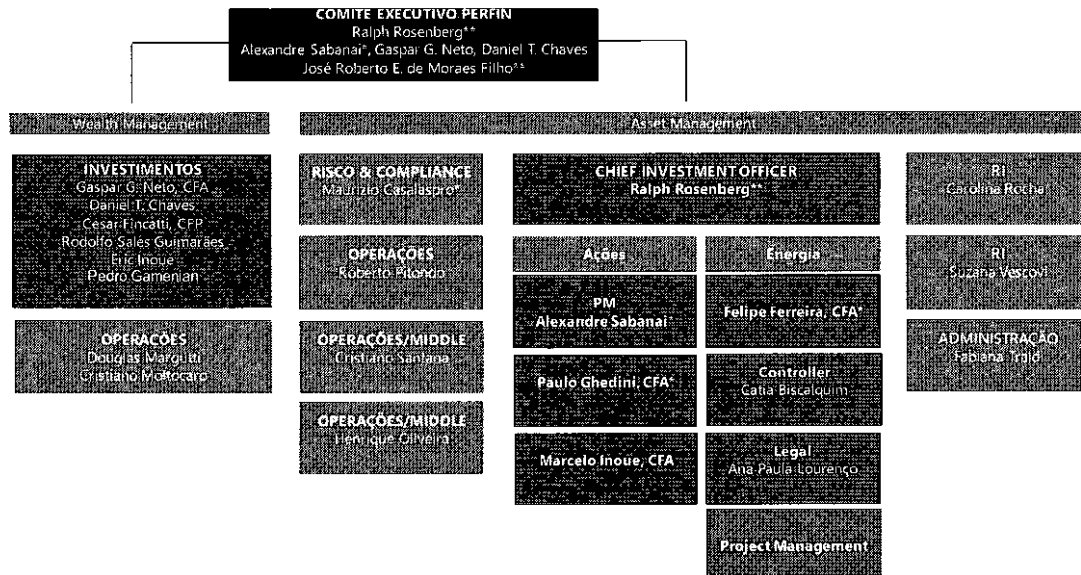 COMITE EXECUTIVO PERFIN
Ralph Rosenberg**
Alexandre Sabanai*, Gaspar G. Neto, Daniel T. Chaves
José Roberto E. de Moraes Filho**
Wealth Management
Asset Management
INVESTIMENTOS
Gaspar G. Neto, CFA
Daniel T. Chaves
Cesar Fincatti, CFP
Rodolfo Sales Guimarães
Eric Inoue
Pedro Gamenian
OPERAÇÕES
Douglas
Cristiano
RISCO & COMPLIANCE
Maurizio Casalaspro*
OPERAÇÕES
Roberto Pitondo
OPERAÇÕES/MIDDLE
Cristiano Santana
OPERAÇÕES/MIDDLE
Henrique Oliveira
CHIEF INVESTMENT OFFICER
Ralph Rosenberg**
Ações
PM
Alexandre Sabanai*
Paulo Ghedini, CFA*
Marcelo Inoue, CFA
Energia
Felipe Ferreira, CFA*
Controller
Catia Biscalquim
Legal
Ana Paula Lourenço
Project Management
RI
Carolina Rocha
RI
Suzana Vescovi
ADMINISTRAÇÃO
Fabiana